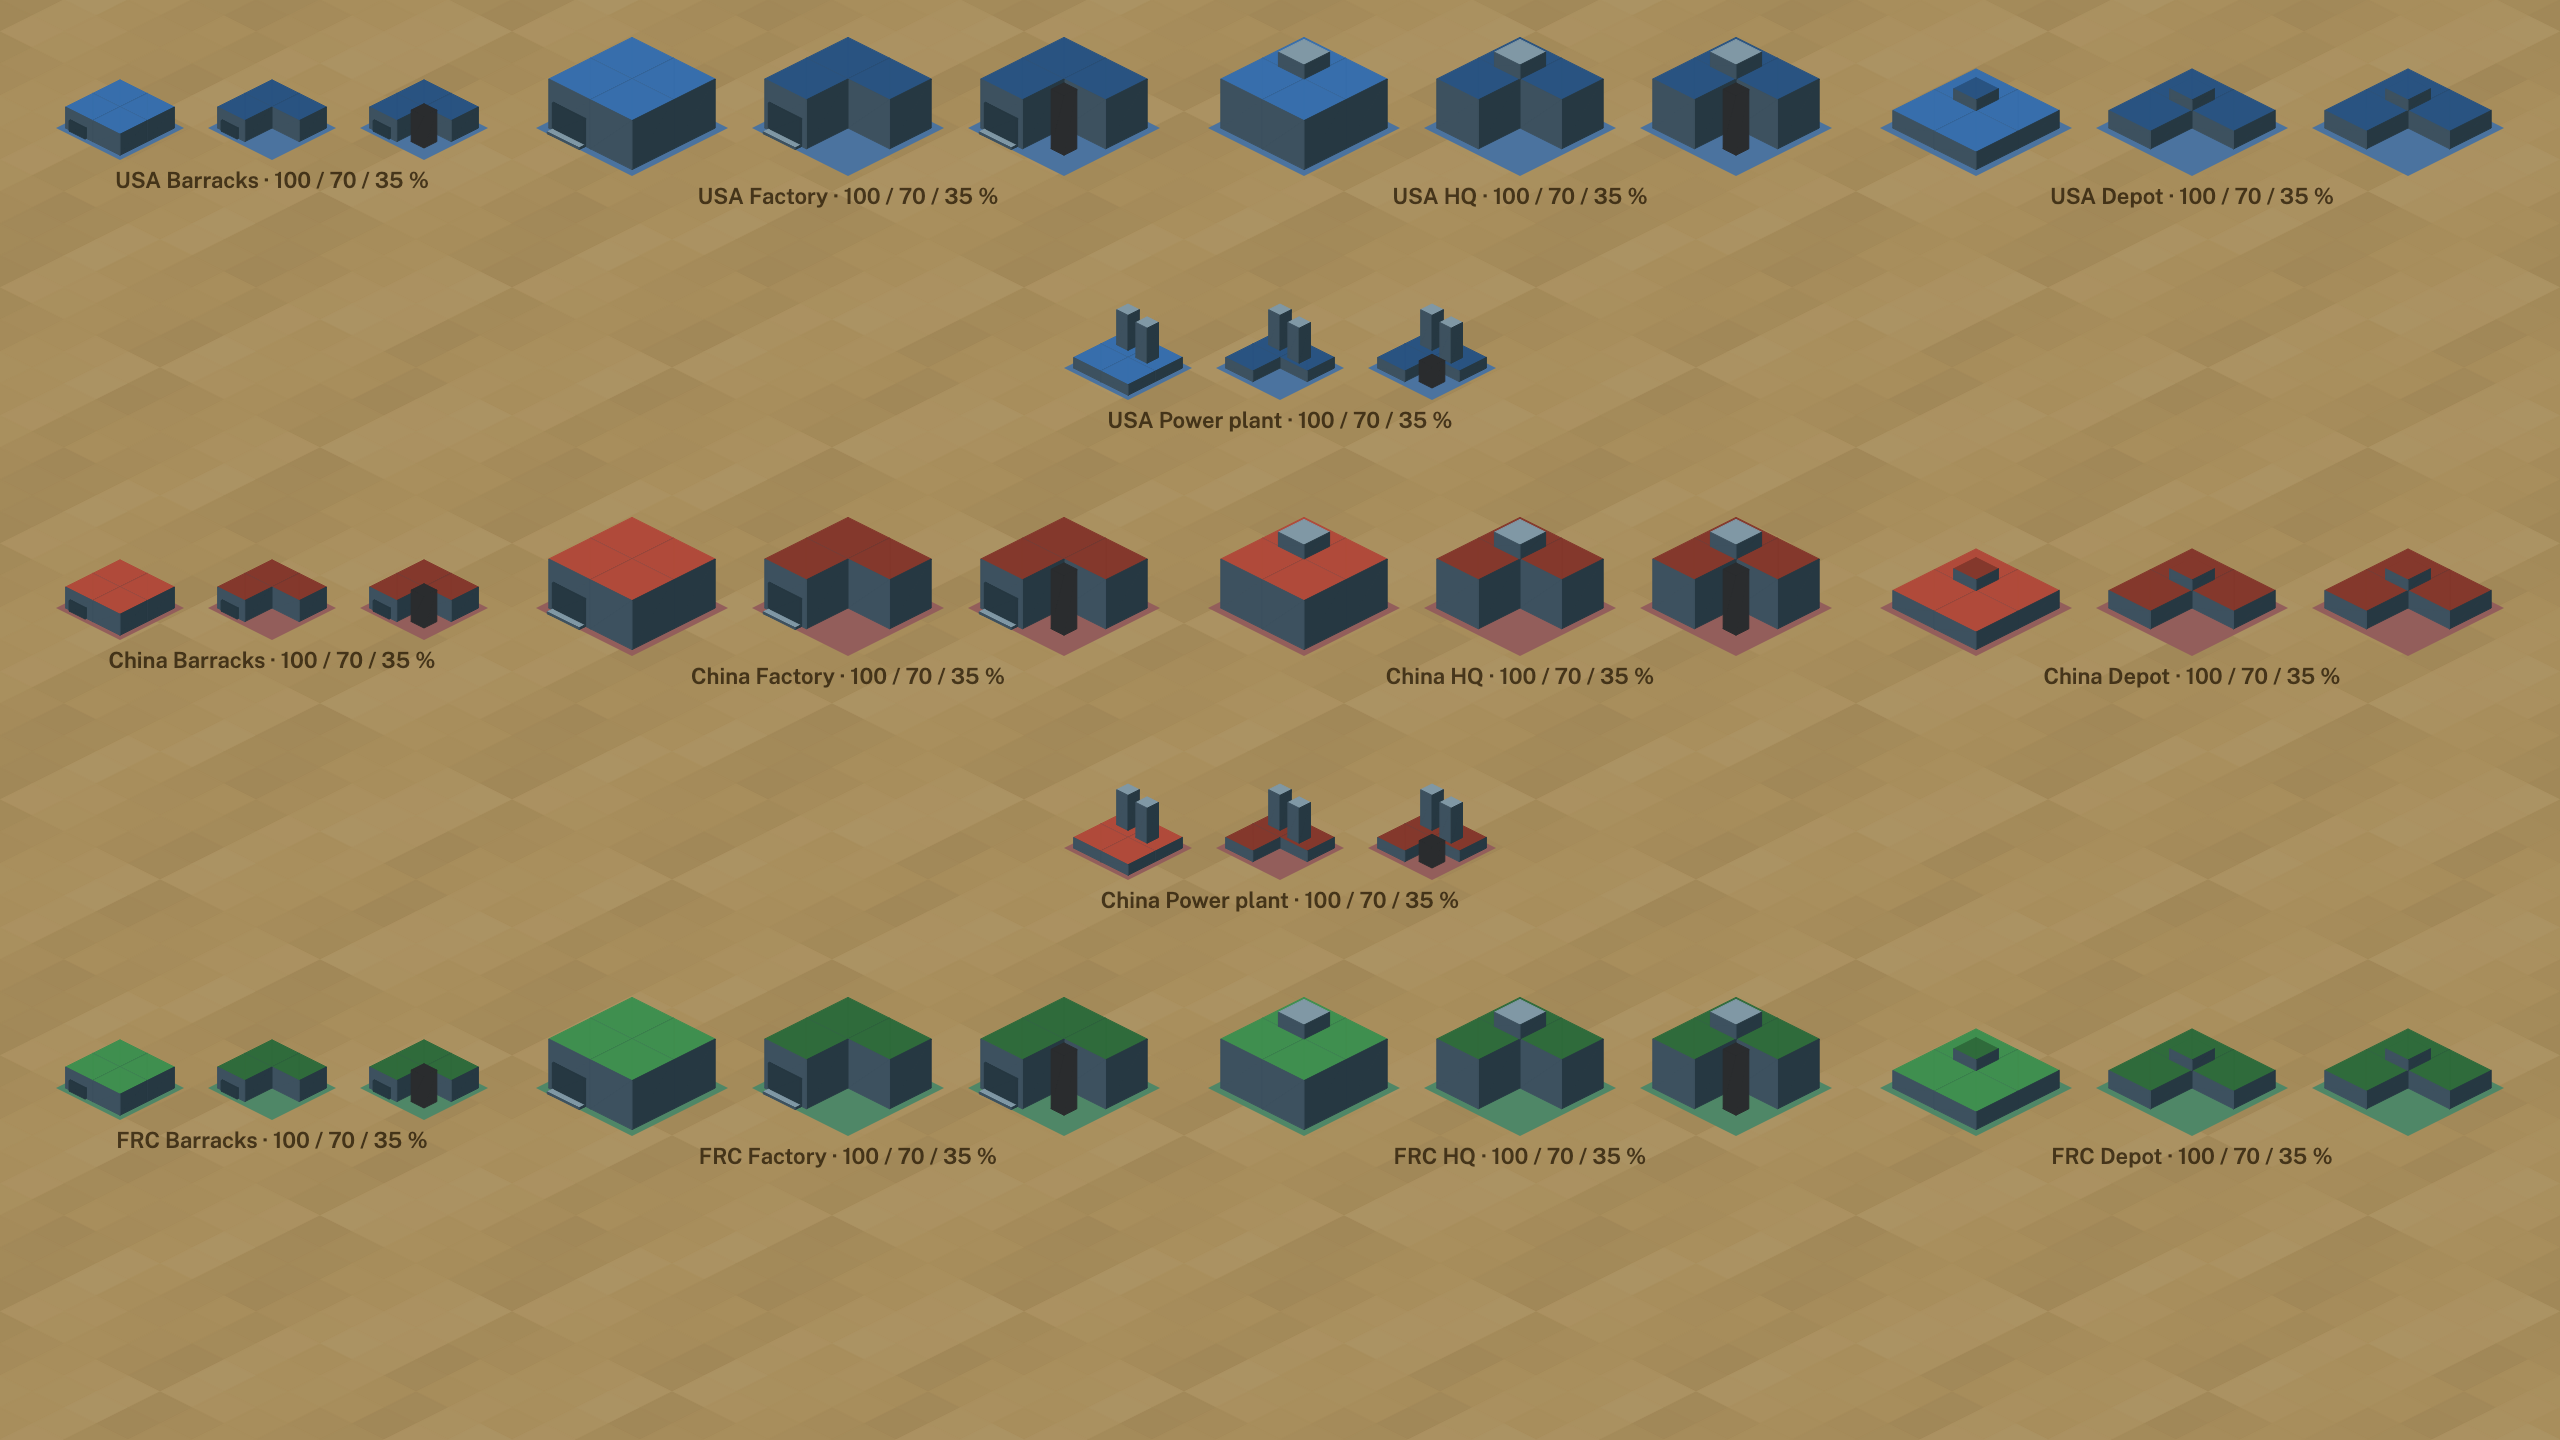 USA Barracks · 100 / 70 / 35 %
USA Factory · 100 / 70 / 35 %
USA HQ · 100 / 70 / 35 %
USA Depot · 100 / 70 / 35 %
USA Power plant · 100 / 70 / 35 %
China Barracks · 100 / 70 / 35 %
China Factory · 100 / 70 / 35 %
China HQ · 100 / 70 / 35 %
China Depot · 100 / 70 / 35 %
China Power plant · 100 / 70 / 35 %
FRC Barracks · 100 / 70 / 35 %
FRC Factory · 100 / 70 / 35 %
FRC HQ · 100 / 70 / 35 %
FRC Depot · 100 / 70 / 35 %